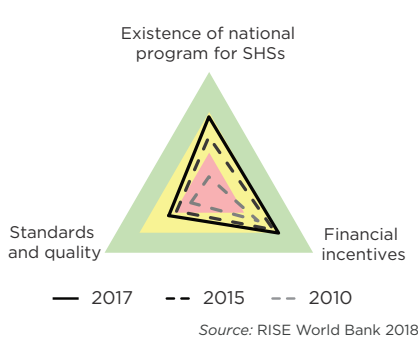 Existence of national
program for SHSs
Standards
and quality
Financial
incentives
2017
2015
2010
Source: RISE World Bank 2018